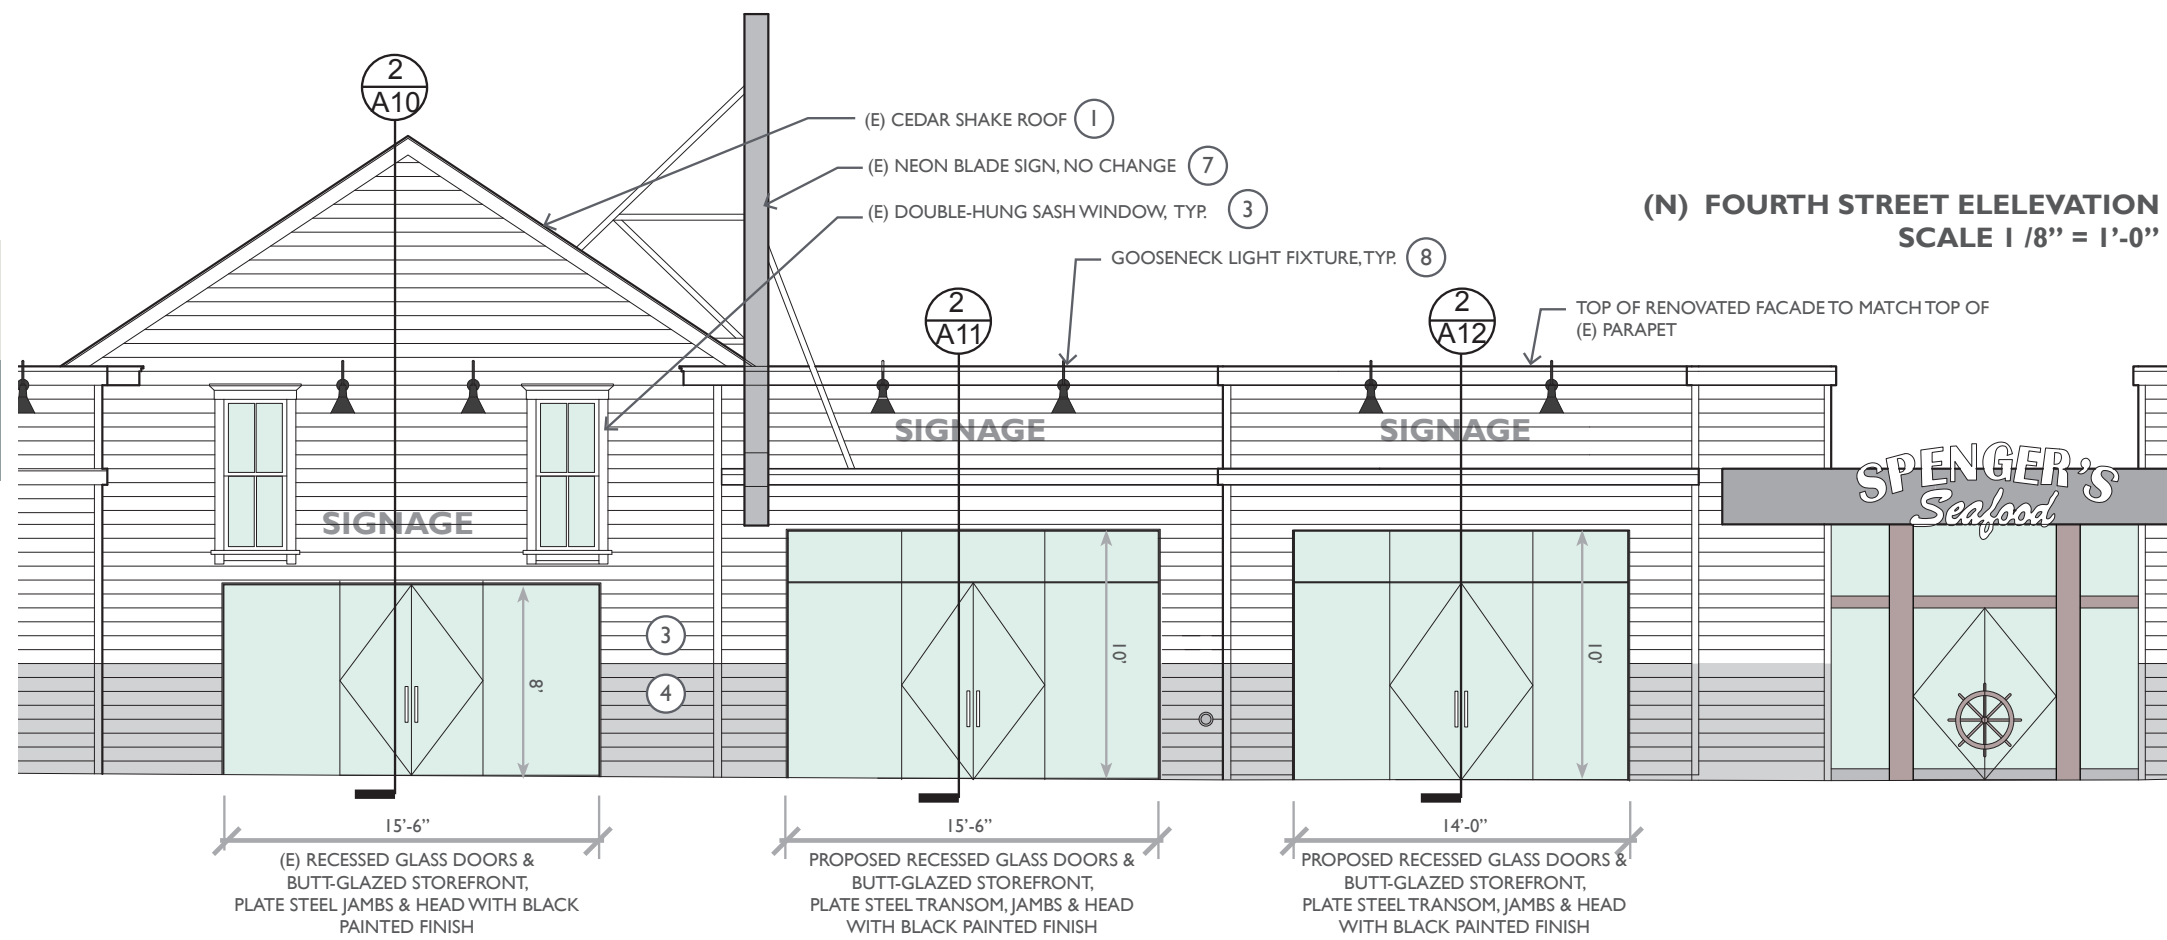 2
A10
(E) CEDAR SHAKE ROOF 1
(E) NEON BLADE SIGN, NO CHANGE 7
(E) DOUBLE-HUNG SASH WINDOW, TYP. 3
(N) FOURTH STREET ELELEVATION
SCALE 1 /8” = 1’-0”
GOOSENECK LIGHT FIXTURE, TYP. 8
2
A11
2
A12
TOP OF RENOVATED FACADE TO MATCH TOP OF
(E) PARAPET
SIGNAGE
SIGNAGE
SIGNAGE
SPENGER’S
Seafood
3
4
8’
10’
10’
15’-6”
(E) RECESSED GLASS DOORS &
BUTT-GLAZED STOREFRONT,
PLATE STEEL JAMBS & HEAD WITH BLACK
PAINTED FINISH
15’-6”
PROPOSED RECESSED GLASS DOORS &
BUTT-GLAZED STOREFRONT,
PLATE STEEL TRANSOM, JAMBS & HEAD
WITH BLACK PAINTED FINISH
14’-0”
PROPOSED RECESSED GLASS DOORS &
BUTT-GLAZED STOREFRONT,
PLATE STEEL TRANSOM, JAMBS & HEAD
WITH BLACK PAINTED FINISH